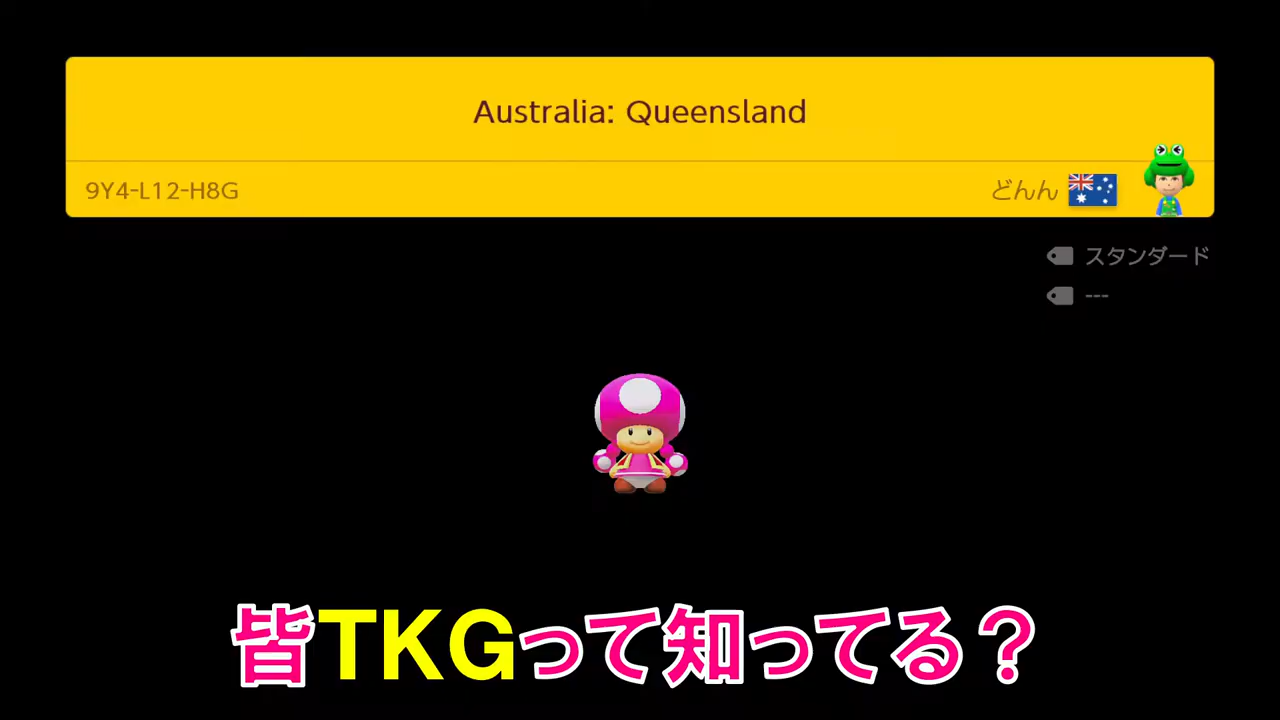 Australia: Queensland
9Y4-L12-H8G
どんん
スタンダード
---
皆TKGって知ってる？